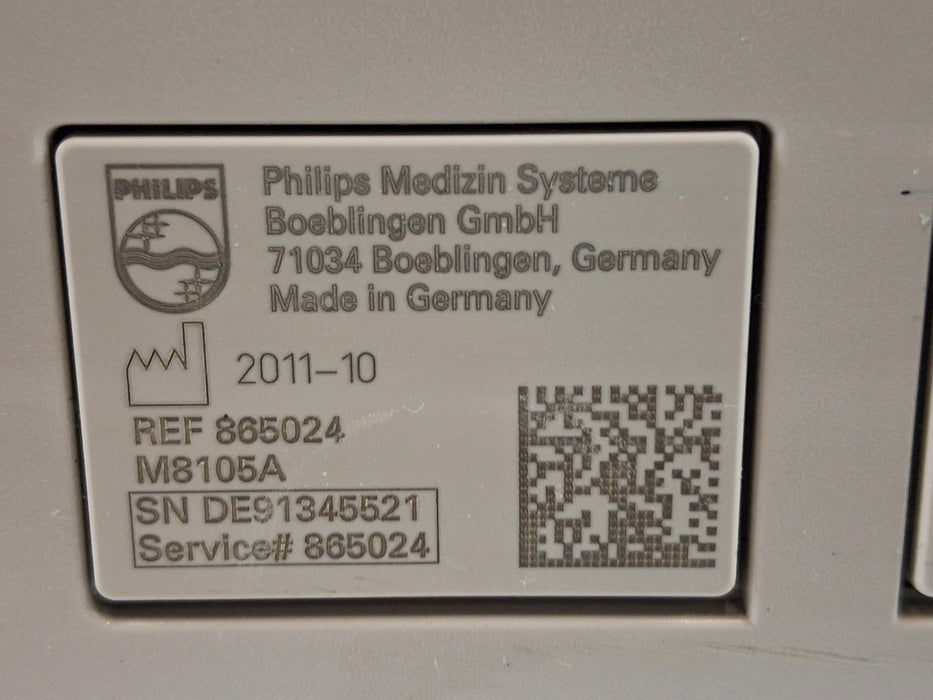 PHILIPS
Philips Medizin Systeme
Boeblingen GmbH
71034 Boeblingen, Germany
Made in Germany
2011-10
REF 865024
M8105A
SN DE91345521
Service# 865024